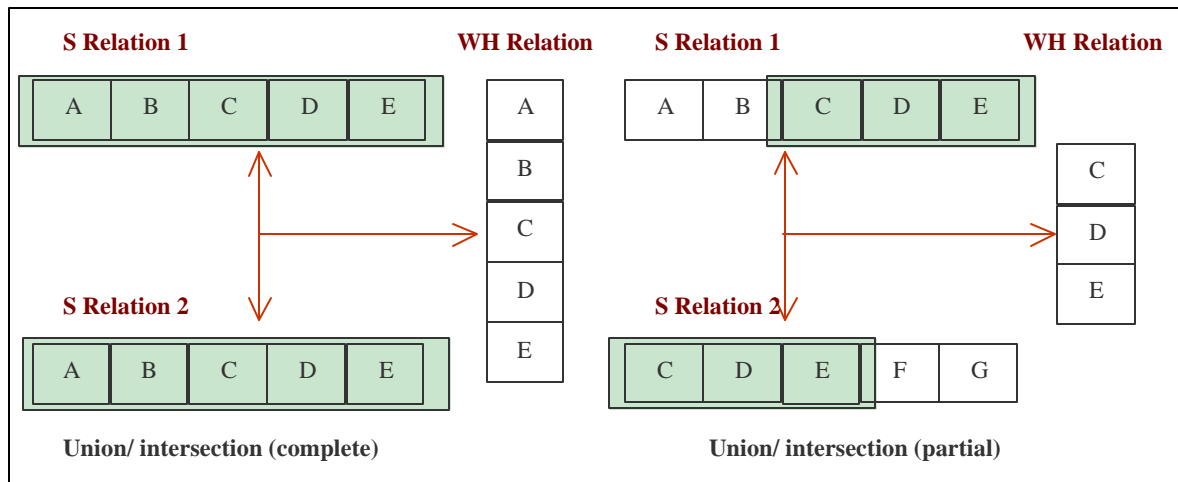 S Relation 1
WH Relation
A B C D E
A
B
C
D
E
S Relation 2
A B C D E
Union/ intersection (complete)
S Relation 1
WH Relation
A B C D E
C
D
E
S Relation 2
C D E F G
Union/ intersection (partial)